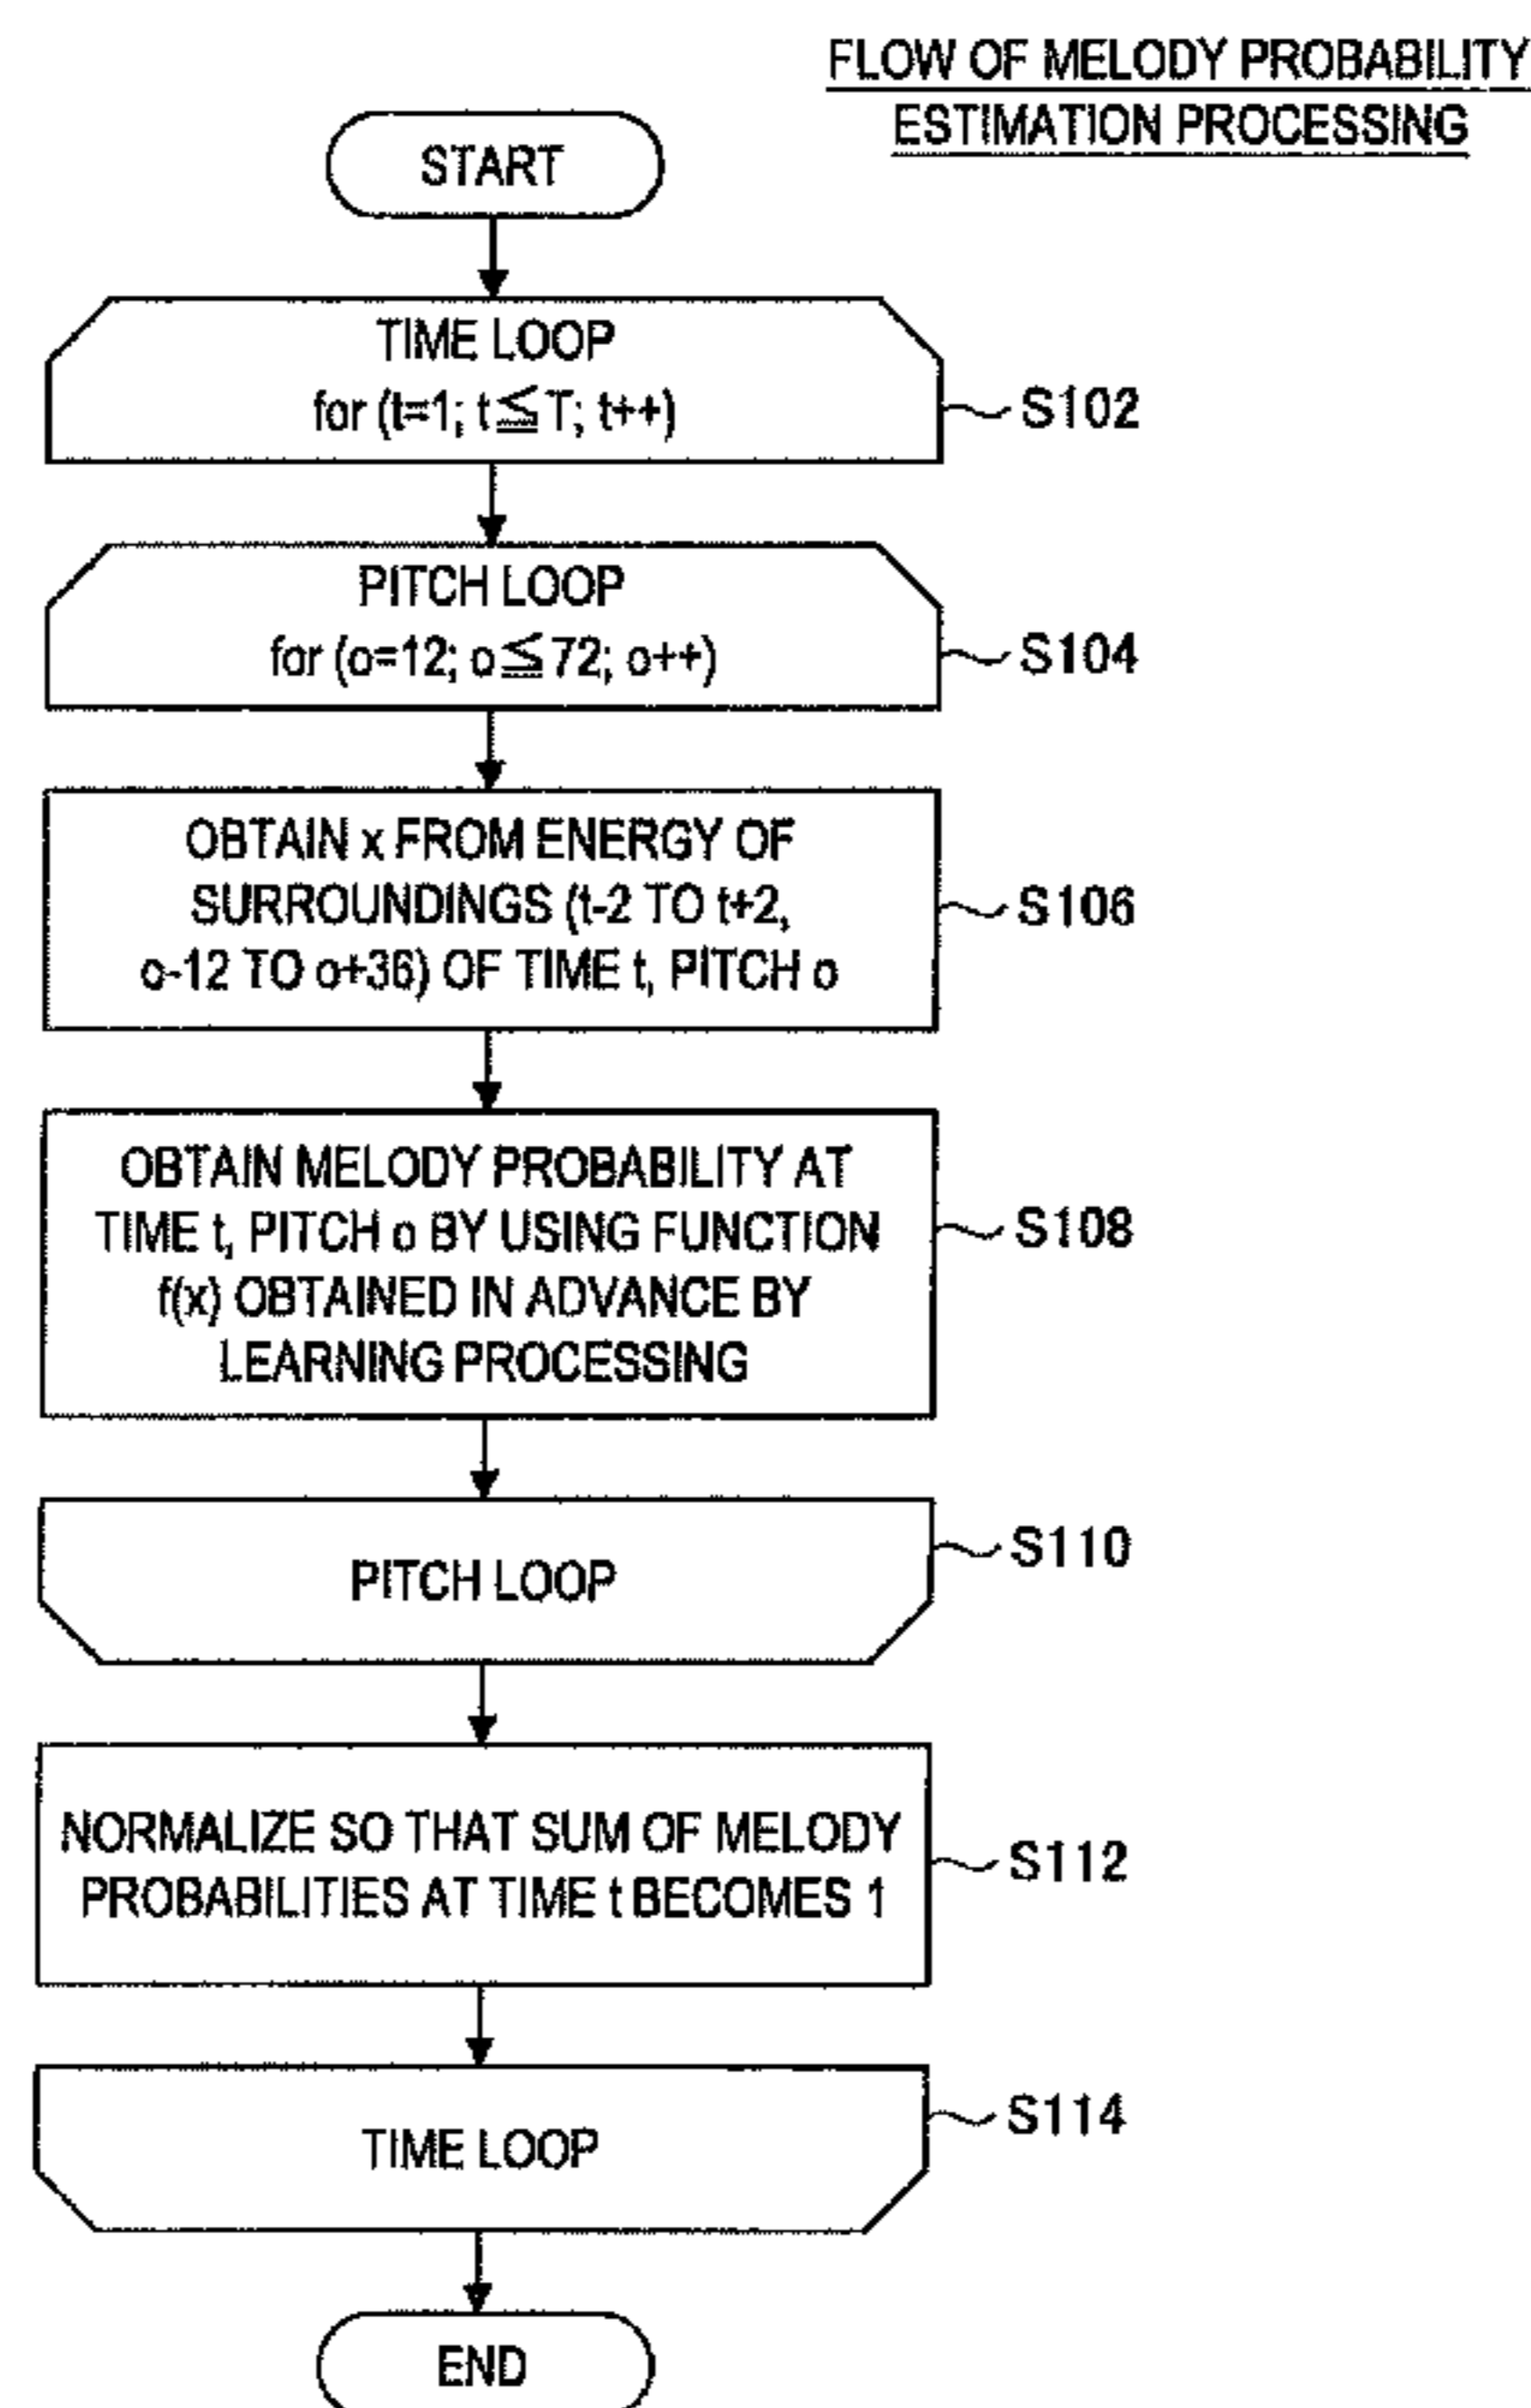 FLOW OF MELODY PROBABILITY
ESTIMATION PROCESSING
START
TIME LOOP
for (t=1; t≦T; t++)
S102
PITCH LOOP
for (o=12; o≦72; o++)
S104
OBTAIN x FROM ENERGY OF
SURROUNDINGS (t-2 TO t+2,
o-12 TO o+36) OF TIME t, PITCH o
S106
OBTAIN MELODY PROBABILITY AT
TIME t, PITCH o BY USING FUNCTION
f(x) OBTAINED IN ADVANCE BY
LEARNING PROCESSING
S108
PITCH LOOP
S110
NORMALIZE SO THAT SUM OF MELODY
PROBABILITIES AT TIME t BECOMES 1
S112
TIME LOOP
S114
END